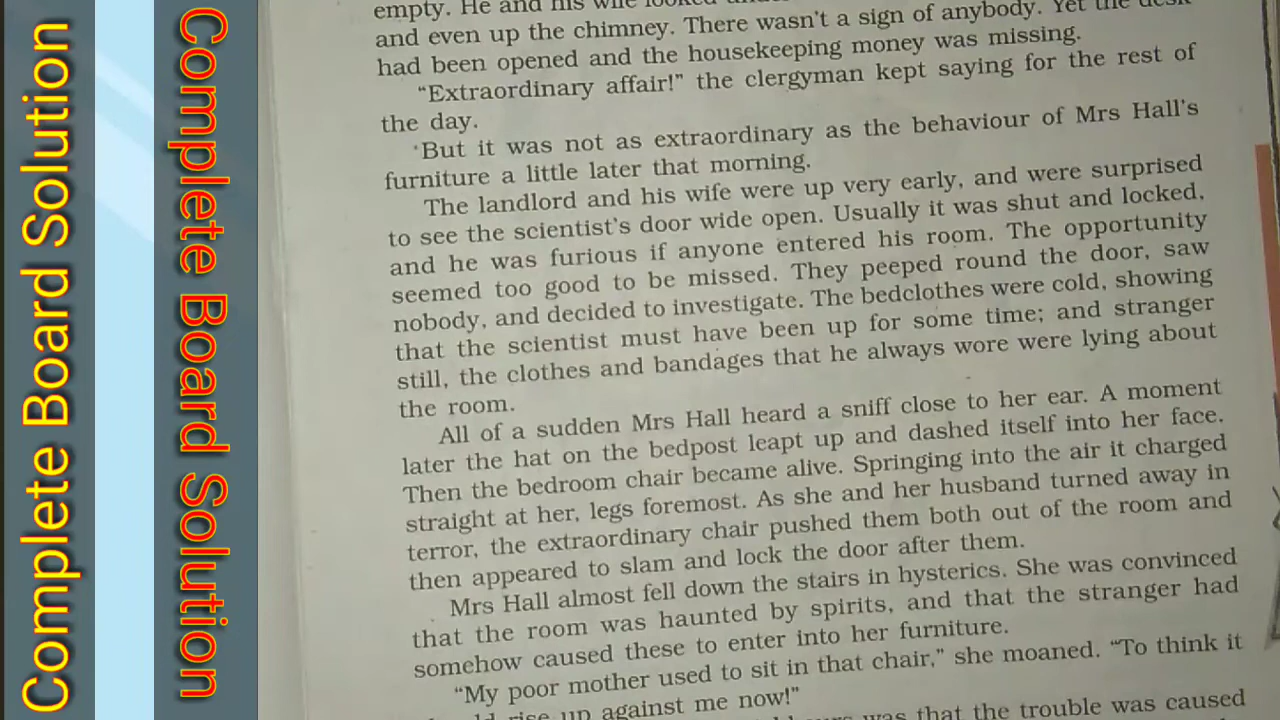 Complete Board Solution
Complete Board Solution
empty. He and his wife looked
and even up the chimney. There wasn't a sign of anybody. Yet the desk
had been opened and the housekeeping money was missing.
"Extraordinary affair!" the clergyman kept saying for the rest of
the day.
But it was not as extraordinary as the behaviour of Mrs Hall's
furniture a little later that morning.
The landlord and his wife were up very early, and were surprised
to see the scientist's door wide open. Usually it was shut and locked,
and he was furious if anyone entered his room. The opportunity
seemed too good to be missed. They peeped round the door, saw
nobody, and decided to investigate. The bedclothes were cold, showing
that the scientist must have been up for some time; and stranger
still, the clothes and bandages that he always wore were lying about
the room.
All of a sudden Mrs Hall heard a sniff close to her ear. A moment
later the hat on the bedpost leapt up and dashed itself into her face.
Then the bedroom chair became alive. Springing into the air it charged
straight at her, legs foremost. As she and her husband turned away in
terror, the extraordinary chair pushed them both out of the room and
then appeared to slam and lock the door after them.
Mrs Hall almost fell down the stairs in hysterics. She was convinced
that the room was haunted by spirits, and that the stranger had
somehow caused these to enter into her furniture.
"My poor mother used to sit in that chair," she moaned. "To think it
rise up against me now!"
was that the trouble was caused